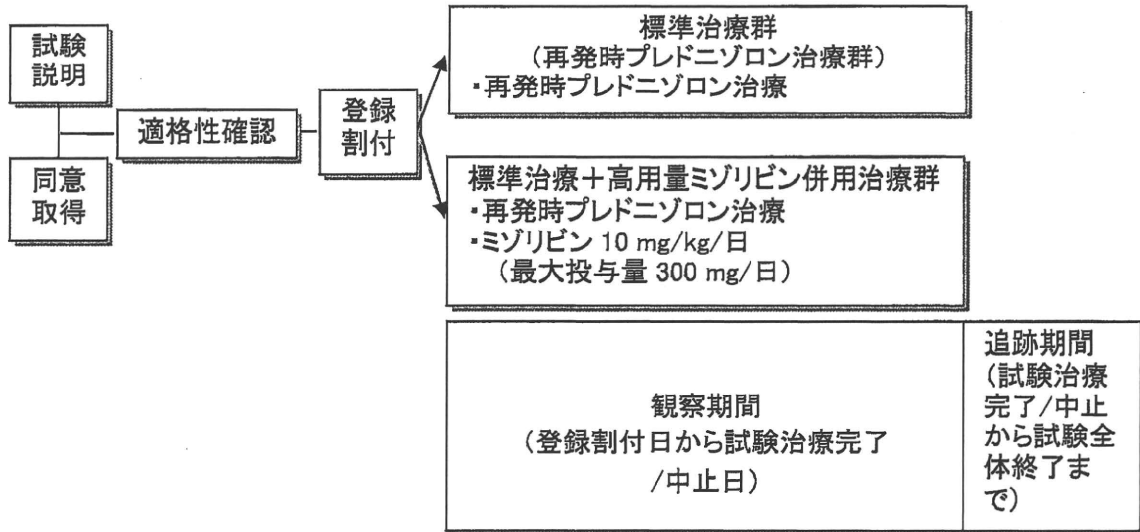 試験
説明
同意
取得
適格性確認
登録
割付
標準治療群
（再発時プレドニゾロン治療群）
・再発時プレドニゾロン治療
標準治療＋高用量ミゾリビン併用治療群
・再発時プレドニゾロン治療
・ミゾリビン 10 mg/kg/日
（最大投与量 300 mg/日）
観察期間
（登録割付日から試験治療完了
/中止日）
追跡期間
（試験治療
完了/中止
から試験全
体終了ま
で）